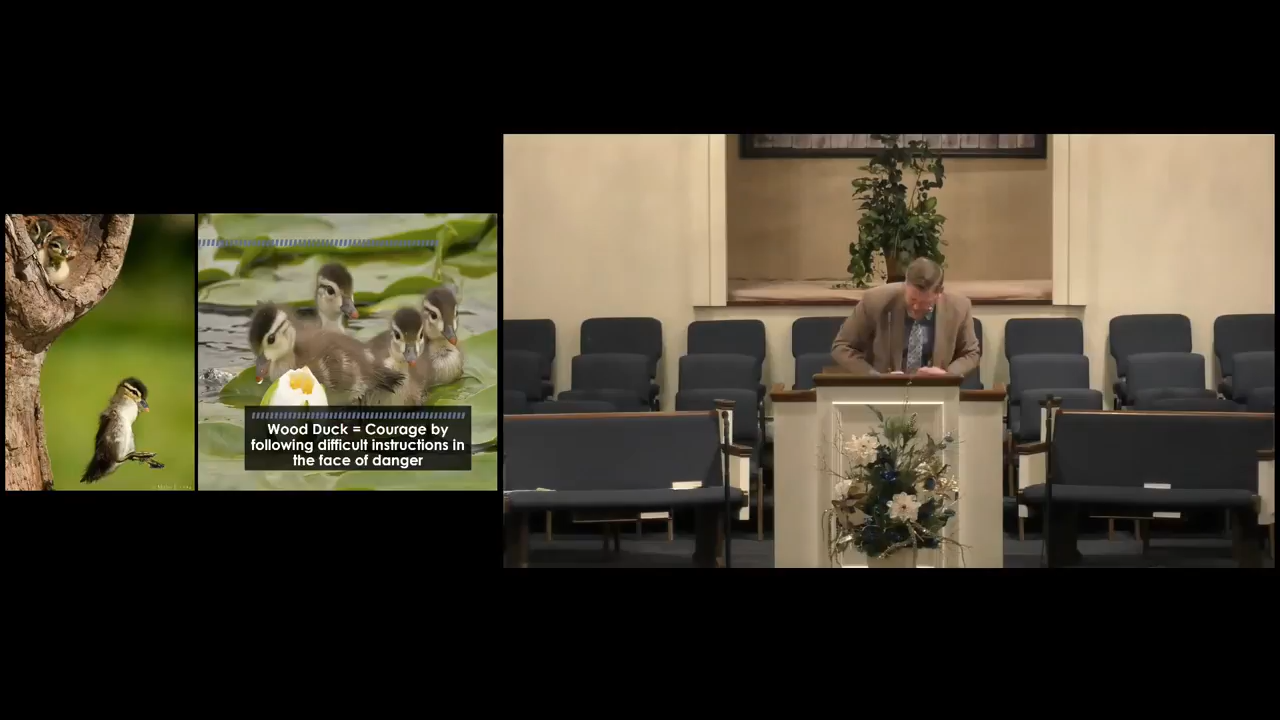 Wood Duck = Courage by
following difficult instructions in
the face of danger